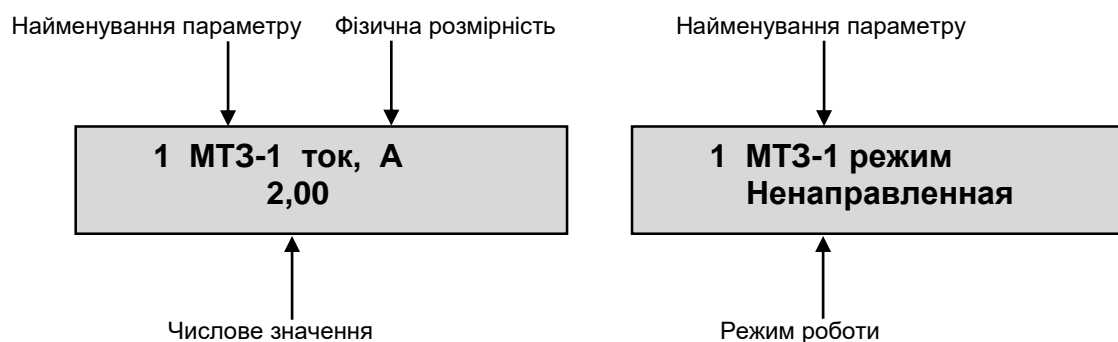 Найменування параметру
Фізична розмірність
Найменування параметру
1 МТЗ-1 ток, А
2,00
1 МТЗ-1 режим
Ненаправленная
Числове значення
Режим роботи